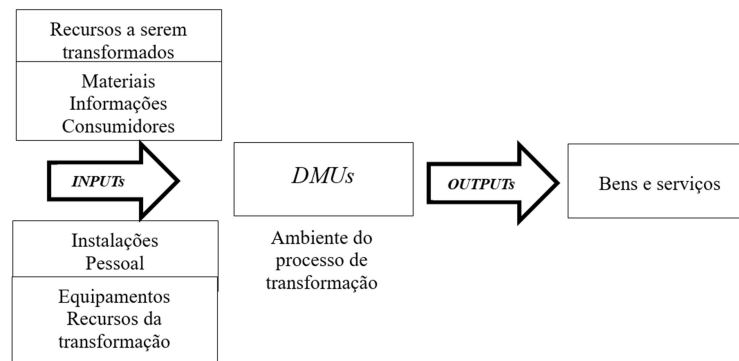 Recursos a serem
transformados
Materiais
Informações
Consumidores
INPUTs
Instalações
Pessoal
Equipamentos
Recursos da
transformação
DMUs
Ambiente do
processo de
transformação
OUTPUTs
Bens e serviços